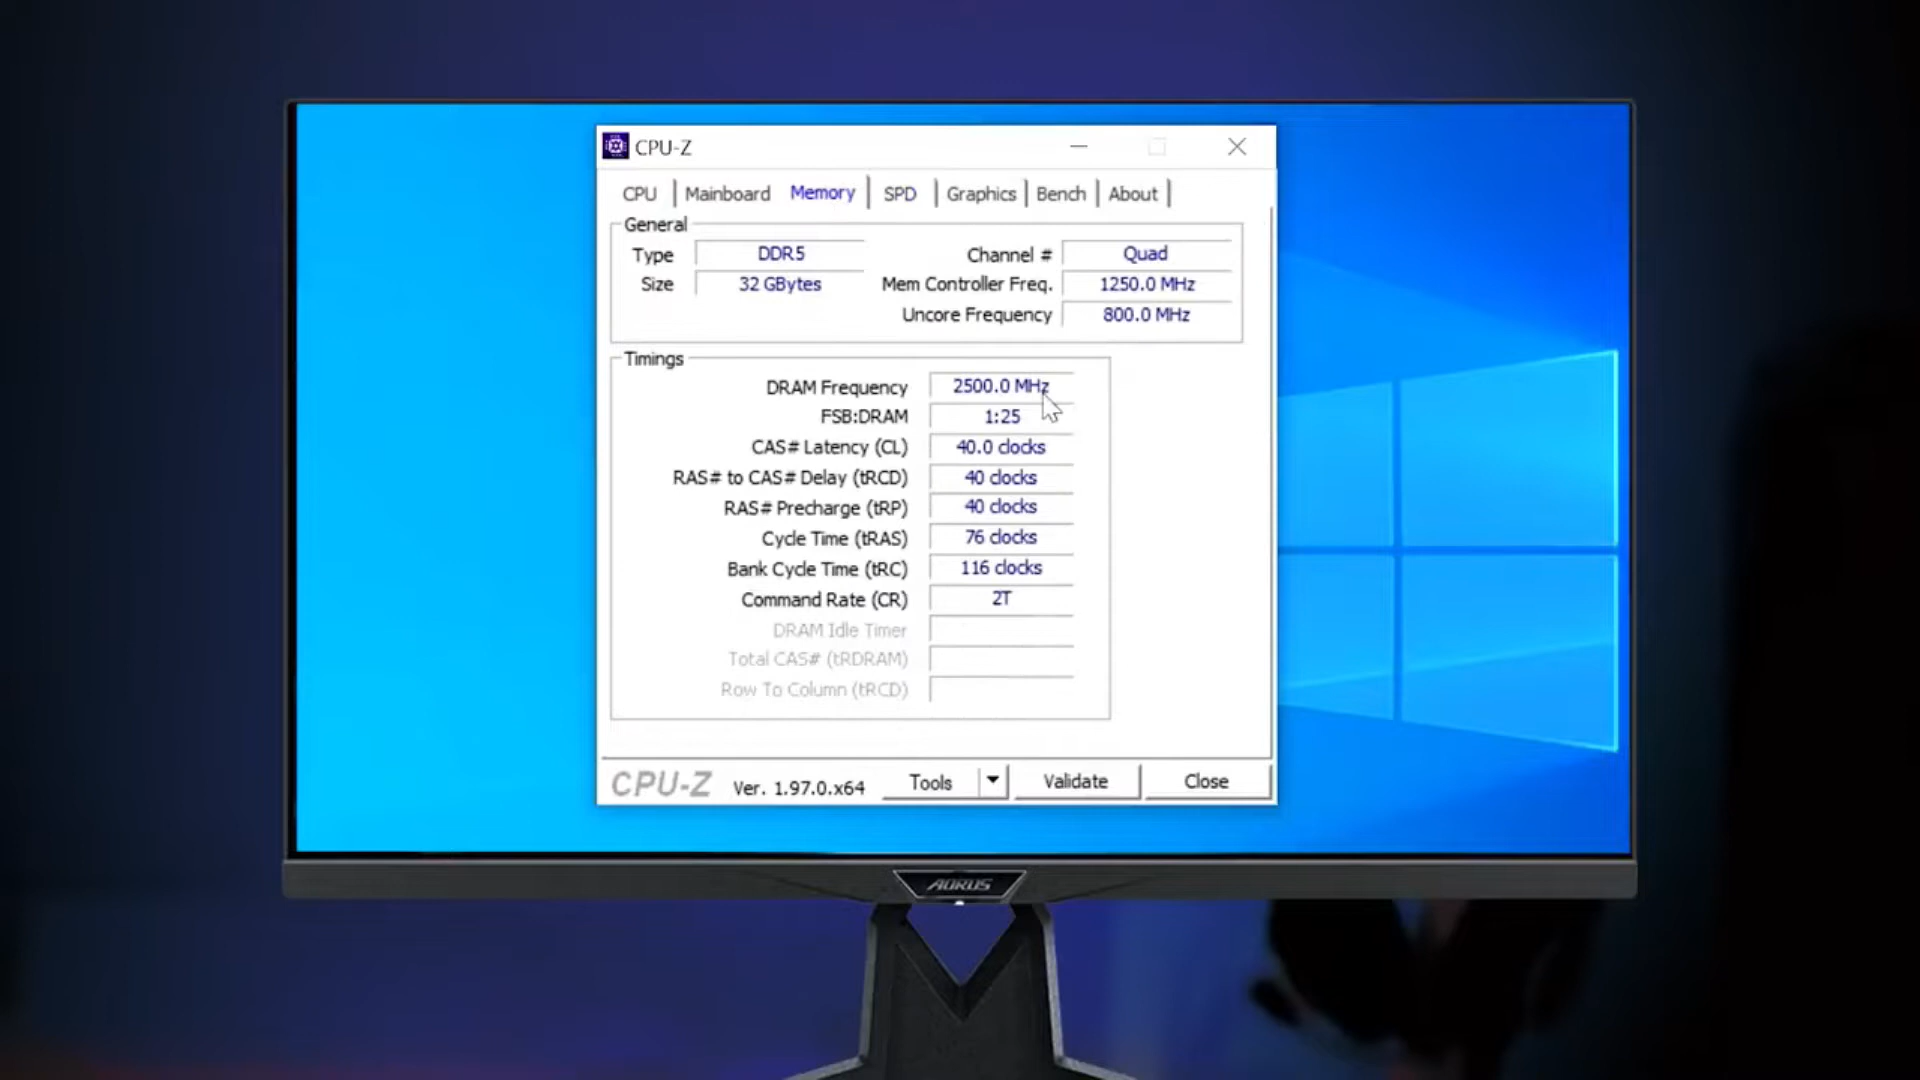 CPU-Z
CPU Mainboard Memory SPD Graphics Bench About
General
Type DDR5 Channel # Quad
Size 32 GBytes Mem Controller Freq. 1250.0 MHz
Uncore Frequency 800.0 MHz
Timings
DRAM Frequency 2500.0 MHz
FSB:DRAM 1:25
CAS# Latency (CL) 40.0 clocks
RAS# to CAS# Delay (tRCD) 40 clocks
RAS# Precharge (tRP) 40 clocks
Cycle Time (tRAS) 76 clocks
Bank Cycle Time (tRC) 116 clocks
Command Rate (CR) 2T
DRAM Idle Timer
Total CAS# (tRDRAM)
Row To Column (tRCD)
CPU-Z Ver. 1.97.0.x64 Tools Validate Close
AORUS